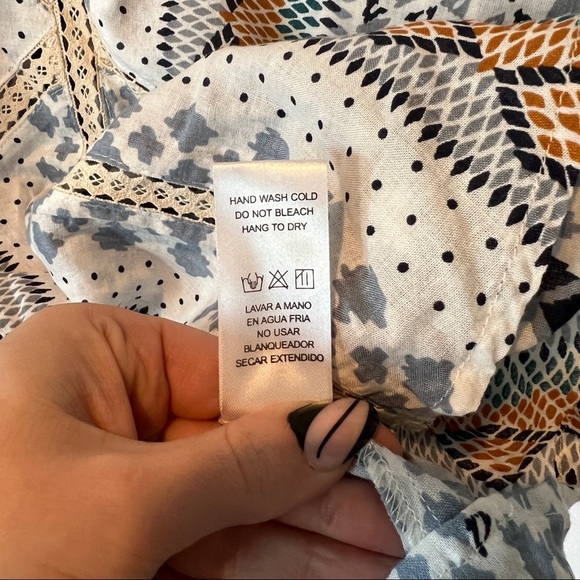 HAND WASH COLD
DO NOT BLEACH
HANG TO DRY
LAVAR A MANO
EN AGUA FRIA
NO USAR
BLANQUEADOR
SECAR EXTENDIDO